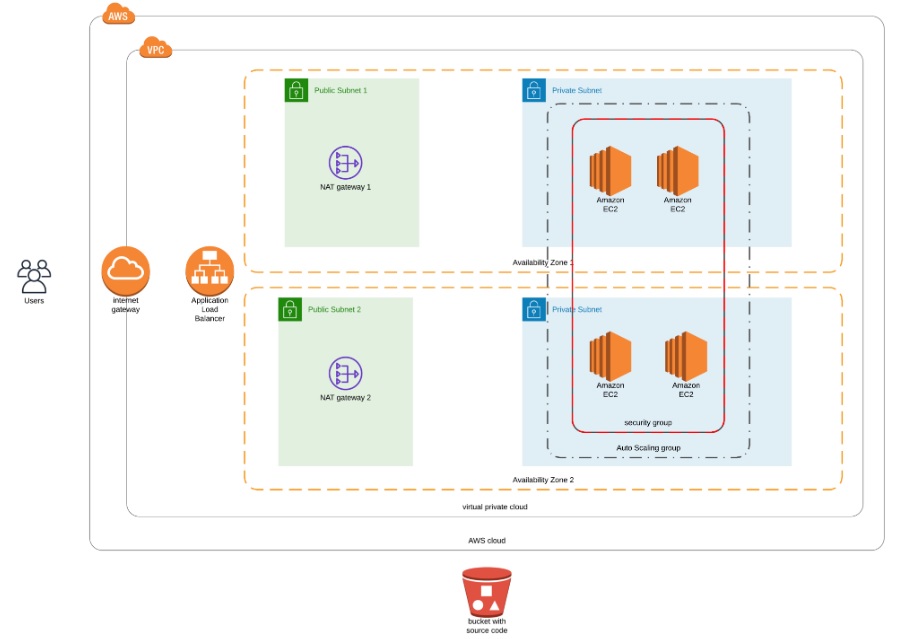 AWS
VPC
Public Subnet 1
Private Subnet
NAT gateway 1
Amazon
EC2
Amazon
EC2
Availability Zone 1
Users
internet
gateway
Application
Load
Balancer
Public Subnet 2
Private Subnet
NAT gateway 2
Amazon
EC2
Amazon
EC2
security group
Auto Scaling group
Availability Zone 2
virtual private cloud
AWS cloud
bucket with
source code